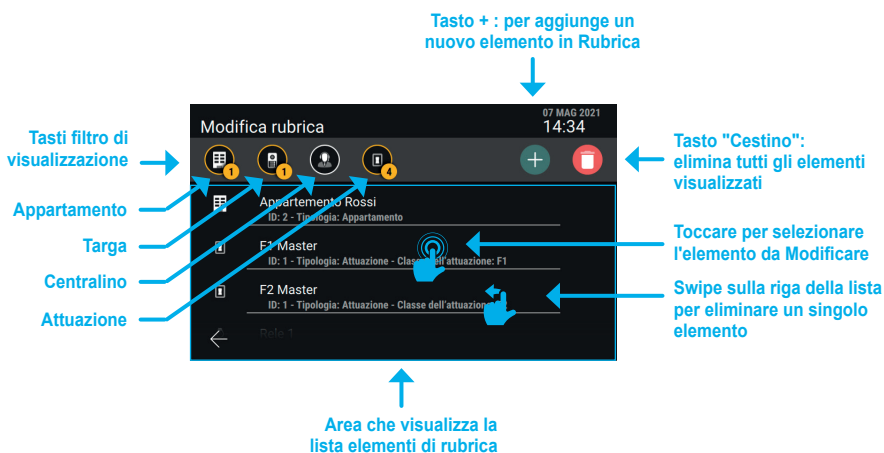 Tasto + : per aggiunge un
nuovo elemento in Rubrica
07 MAG 2021
Modifica rubrica
14:34
Tasti filtro di
visualizzazione
1
1
4
Tasto "Cestino":
elimina tutti gli elementi
visualizzati
Appartamento
Targa
Centralino
Attuazione
Appartemento Rossi
ID: 2 - Tipologia: Appartamento
F1 Master
ID: 1 - Tipologia: Attuazione - Classe dell'attuazione: F1
F2 Master
ID: 1 - Tipologia: Attuazione - Classe dell'attuazione:
Rele 1
Toccare per selezionare
l'elemento da Modificare
Swipe sulla riga della lista
per eliminare un singolo
elemento
Area che visualizza la
lista elementi di rubrica